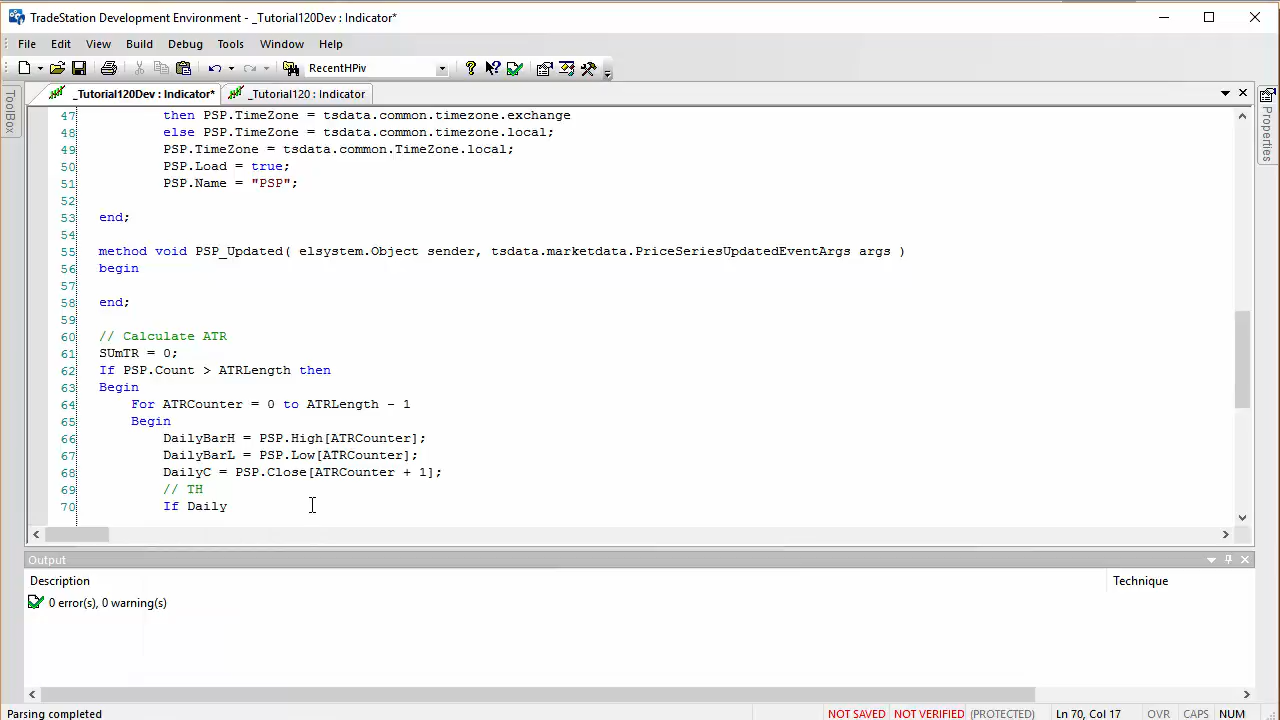 TradeStation Development Environment - _Tutorial120Dev : Indicator*
File Edit View Build Debug Tools Window Help
RecentHPiv
_Tutorial120Dev : Indicator* _Tutorial120 : Indicator
ToolBox
Properties
47 then PSP.TimeZone = tsdata.common.timezone.exchange
48 else PSP.TimeZone = tsdata.common.timezone.local;
49 PSP.TimeZone = tsdata.common.TimeZone.local;
50 PSP.Load = true;
51 PSP.Name = "PSP";
52
53 end;
54
55 method void PSP_Updated( elsystem.Object sender, tsdata.marketdata.PriceSeriesUpdatedEventArgs args )
56 begin
57
58 end;
59
60 // Calculate ATR
61 SUmTR = 0;
62 If PSP.Count > ATRLength then
63 Begin
64 For ATRCounter = 0 to ATRLength - 1
65 Begin
66 DailyBarH = PSP.High[ATRCounter];
67 DailyBarL = PSP.Low[ATRCounter];
68 DailyC = PSP.Close[ATRCounter + 1];
69 // TH
70 If Daily
Output
Description Technique
0 error(s), 0 warning(s)
Parsing completed NOT SAVED NOT VERIFIED (PROTECTED) Ln 70, Col 17 OVR CAPS NUM